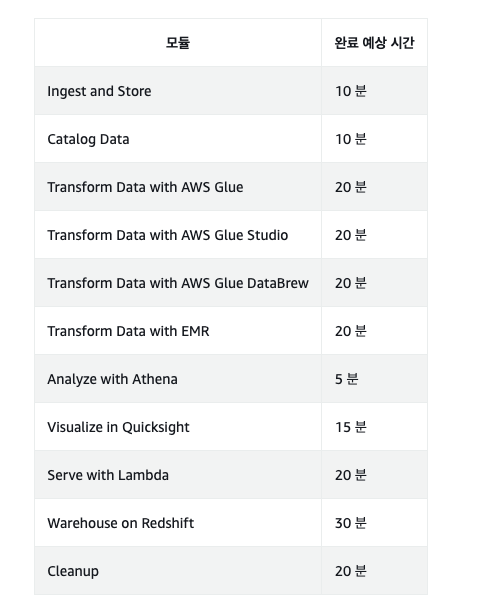 모듈 완료 예상 시간
Ingest and Store 10 분
Catalog Data 10 분
Transform Data with AWS Glue 20 분
Transform Data with AWS Glue Studio 20 분
Transform Data with AWS Glue DataBrew 20 분
Transform Data with EMR 20 분
Analyze with Athena 5 분
Visualize in Quicksight 15 분
Serve with Lambda 20 분
Warehouse on Redshift 30 분
Cleanup 20 분